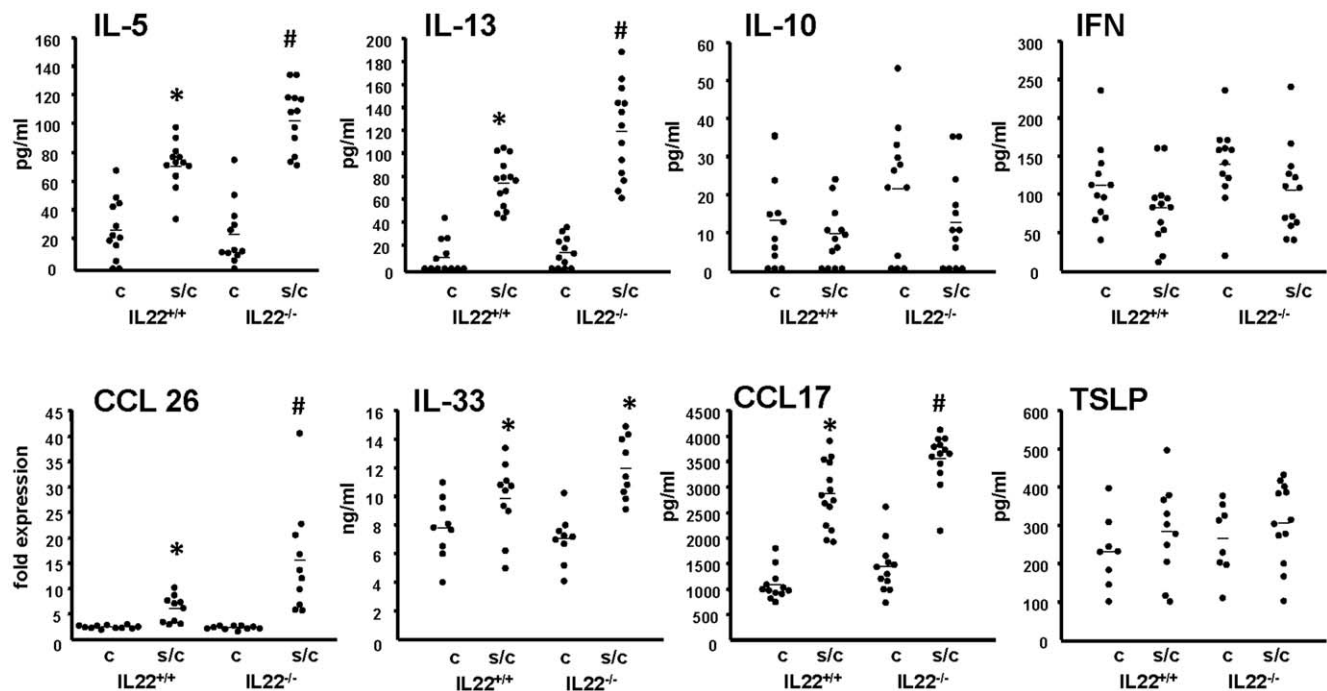 IL-5 IL-13 IL-10 IFN
# #
* *
160 140 120 100 80 60 40 20 0
pg/ml
200 180 160 140 120 100 80 60 40 20 0
pg/ml
60 50 40 30 20 10 0
pg/ml
300 250 200 150 100 50 0
pg/ml
c s/c c s/c c s/c c s/c c s/c c s/c c s/c c s/c
IL22+/+ IL22-/- IL22+/+ IL22-/- IL22+/+ IL22-/- IL22+/+ IL22-/-
CCL 26 IL-33 CCL17 TSLP
# * #
* * *
45 40 35 30 25 20 15 10 5 0
fold expression
16 14 12 10 8 6 4 2 0
ng/ml
4500 4000 3500 3000 2500 2000 1500 1000 500 0
pg/ml
600 500 400 300 200 100 0
pg/ml
c s/c c s/c c s/c c s/c c s/c c s/c c s/c c s/c
IL22+/+ IL22-/- IL22+/+ IL22-/- IL22+/+ IL22-/- IL22+/+ IL22-/-